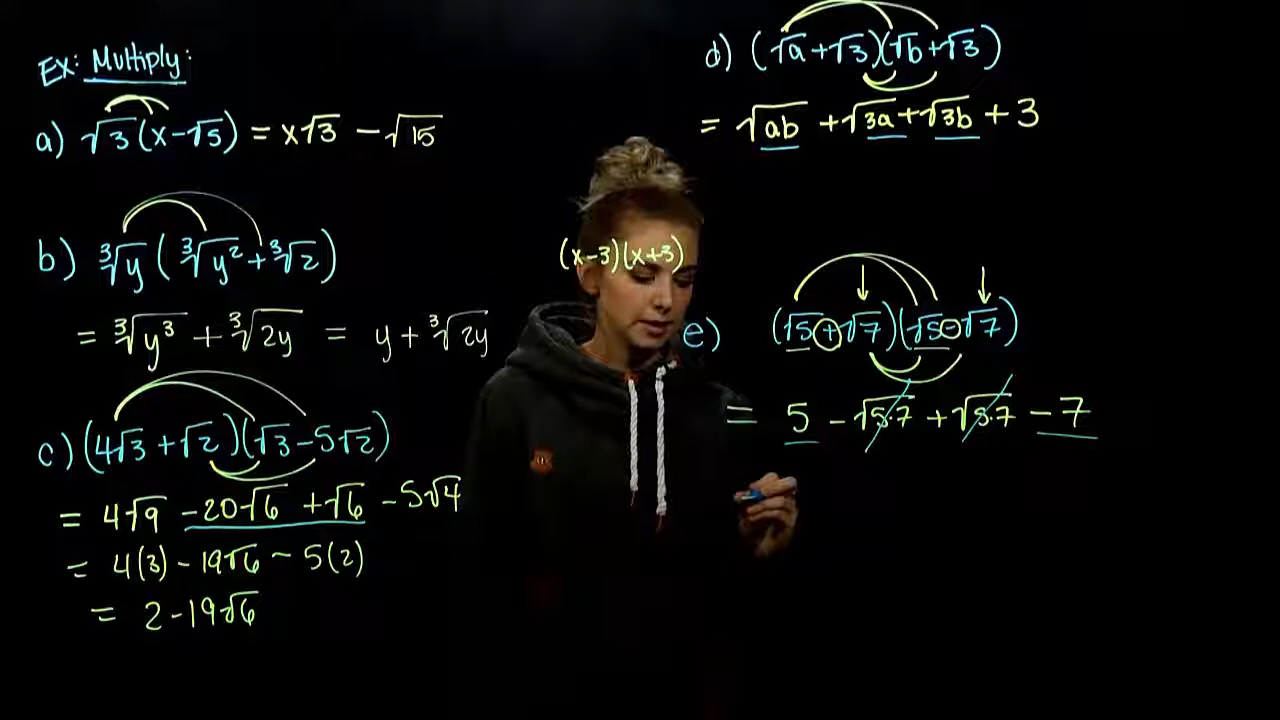 Ex: Multiply:
a) √3(x-√5) = x√3 - √15
b) ∛y(∛y² + ∛2)
= ∛y³ + ∛2y = y + ∛2y
c) (4√3 + √2)(√3 - 5√2)
= 4√9 - 20√6 + √6 - 5√4
= 4(3) - 19√6 - 5(2)
= 2 - 19√6
d) (√a + √3)(√b + √3)
= √ab + √3a + √3b + 3
(x-3)(x+3)
e) (√5 + √7)(√5 - √7)
= 5 - √5·7 + √5·7 - 7